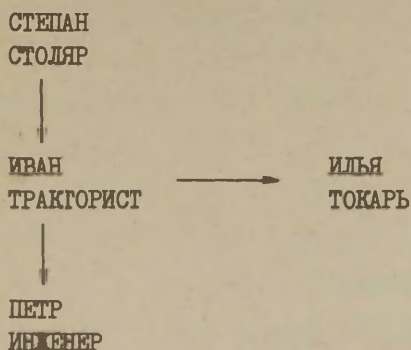 СТЕПАН
СТОЛЯР
ИВАН
ТРАКТОРИСТ
ИЛЬЯ
ТОКАРЬ
ПЕТР
ИНЖЕНЕР